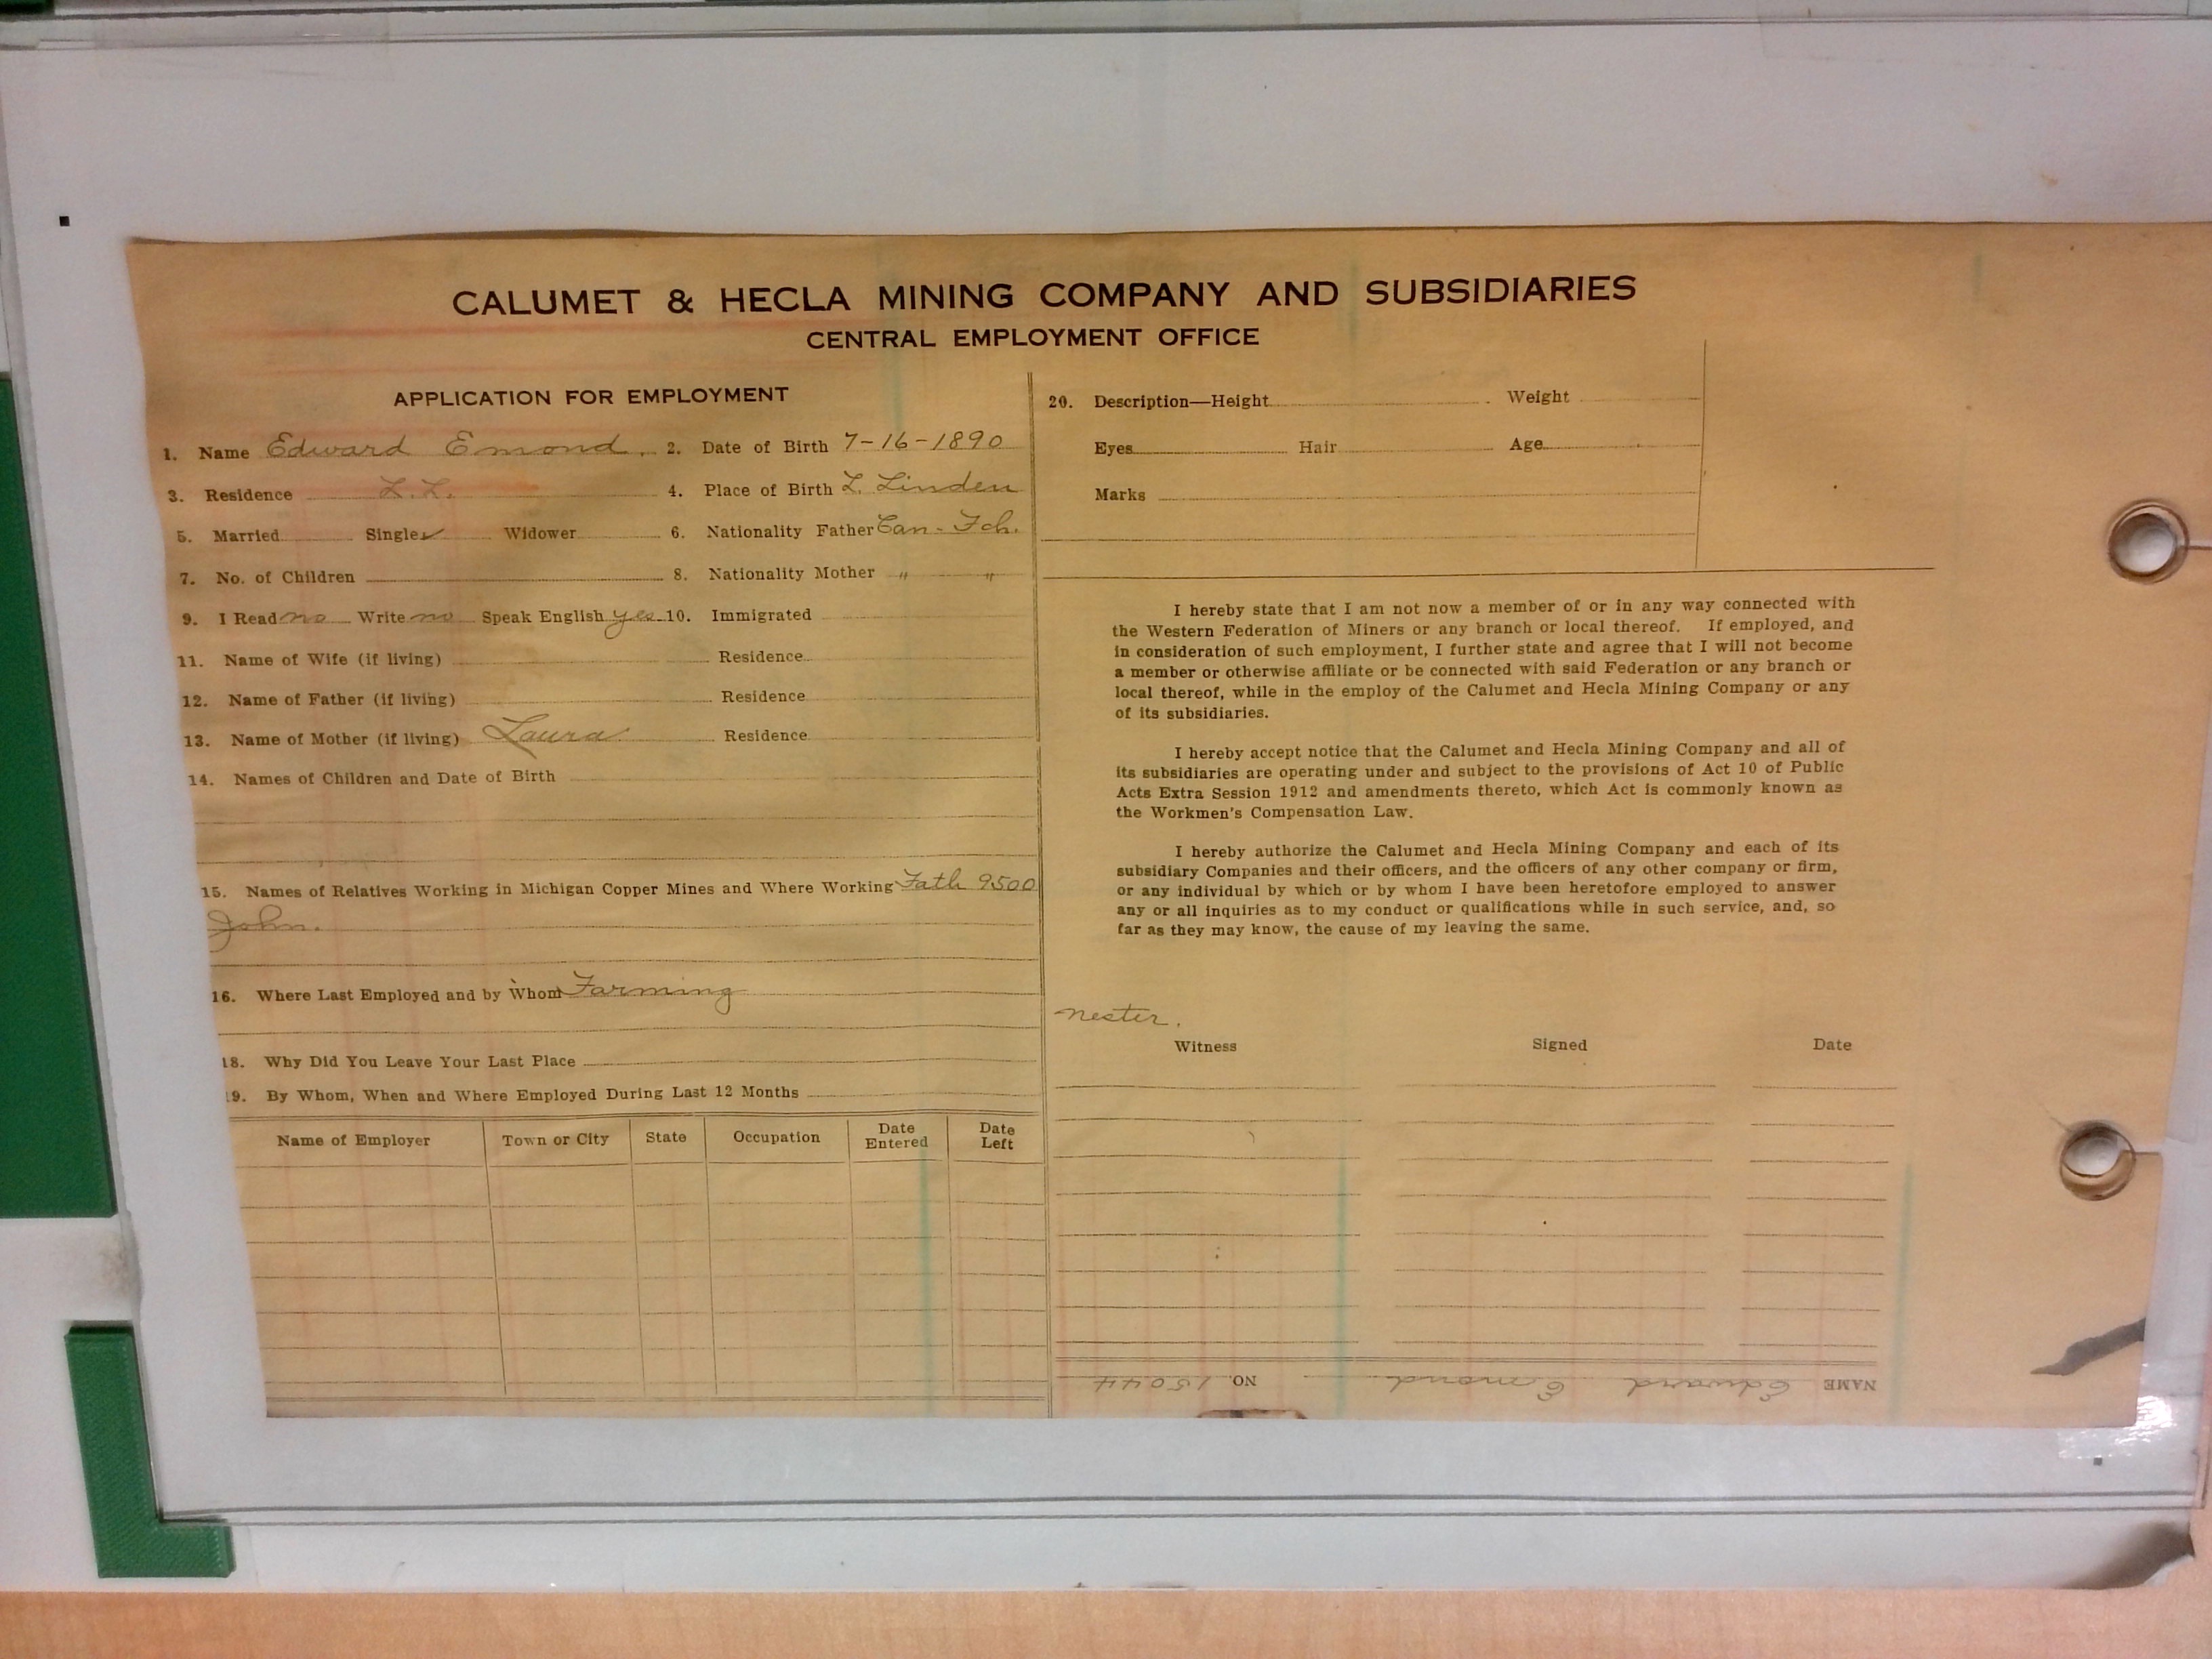 CALUMET & HECLA MINING COMPANY AND SUBSIDIARIES
CENTRAL EMPLOYMENT OFFICE
APPLICATION FOR EMPLOYMENT
1. Name Edward Emond. 2. Date of Birth 7-16-1890
3. Residence L.L. 4. Place of Birth L. Linden
5. Married Single ✓ Widower 6. Nationality Father Can-Fch.
7. No. of Children 8. Nationality Mother " "
9. I Read no Write no Speak English yes 10. Immigrated
11. Name of Wife (if living) Residence
12. Name of Father (if living) Residence
13. Name of Mother (if living) Laura Residence
14. Names of Children and Date of Birth
15. Names of Relatives Working in Michigan Copper Mines and Where Working Fath 9500
John.
16. Where Last Employed and by Whom Farming
18. Why Did You Leave Your Last Place
19. By Whom, When and Where Employed During Last 12 Months
Name of Employer Town or City State Occupation Date Entered Date Left
20. Description—Height Weight
Eyes Hair Age
Marks
I hereby state that I am not now a member of or in any way connected with
the Western Federation of Miners or any branch or local thereof. If employed, and
in consideration of such employment, I further state and agree that I will not become
a member or otherwise affiliate or be connected with said Federation or any branch or
local thereof, while in the employ of the Calumet and Hecla Mining Company or any
of its subsidiaries.
I hereby accept notice that the Calumet and Hecla Mining Company and all of
its subsidiaries are operating under and subject to the provisions of Act 10 of Public
Acts Extra Session 1912 and amendments thereto, which Act is commonly known as
the Workmen's Compensation Law.
I hereby authorize the Calumet and Hecla Mining Company and each of its
subsidiary Companies and their officers, and the officers of any other company or firm,
or any individual by which or by whom I have been heretofore employed to answer
any or all inquiries as to my conduct or qualifications while in such service, and, so
far as they may know, the cause of my leaving the same.
nester.
Witness Signed Date
NAME Edward Emond NO. 15044